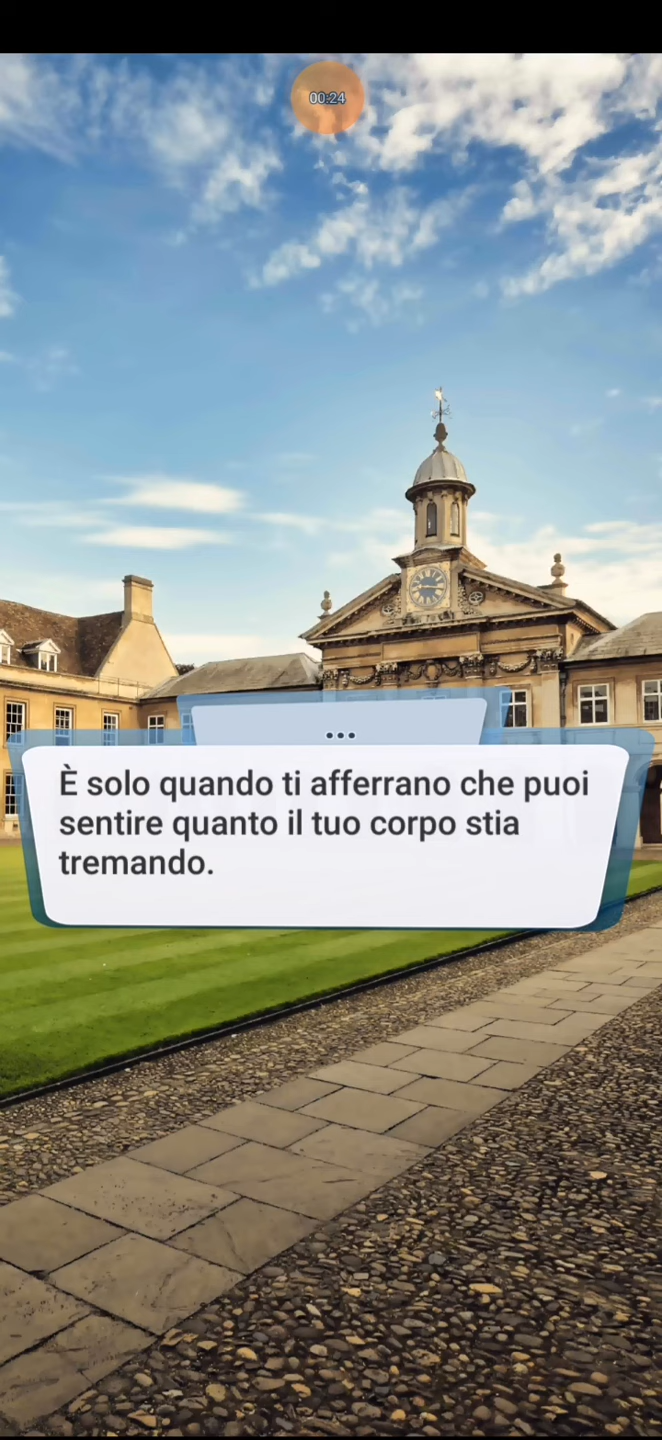 00:24
...
È solo quando ti afferrano che puoi
sentire quanto il tuo corpo stia
tremando.